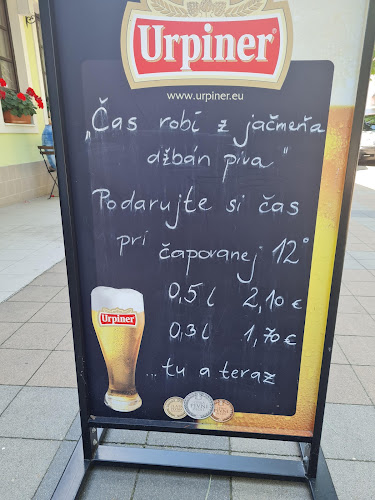 Urpiner®
www.urpiner.eu
„Čas robí z jačmeňa
džbán piva"
Podarujte si čas
pri čapovanej 12°
0,5 l 2,10 €
0,3 l 1,70 €
...tu a teraz
Urpiner